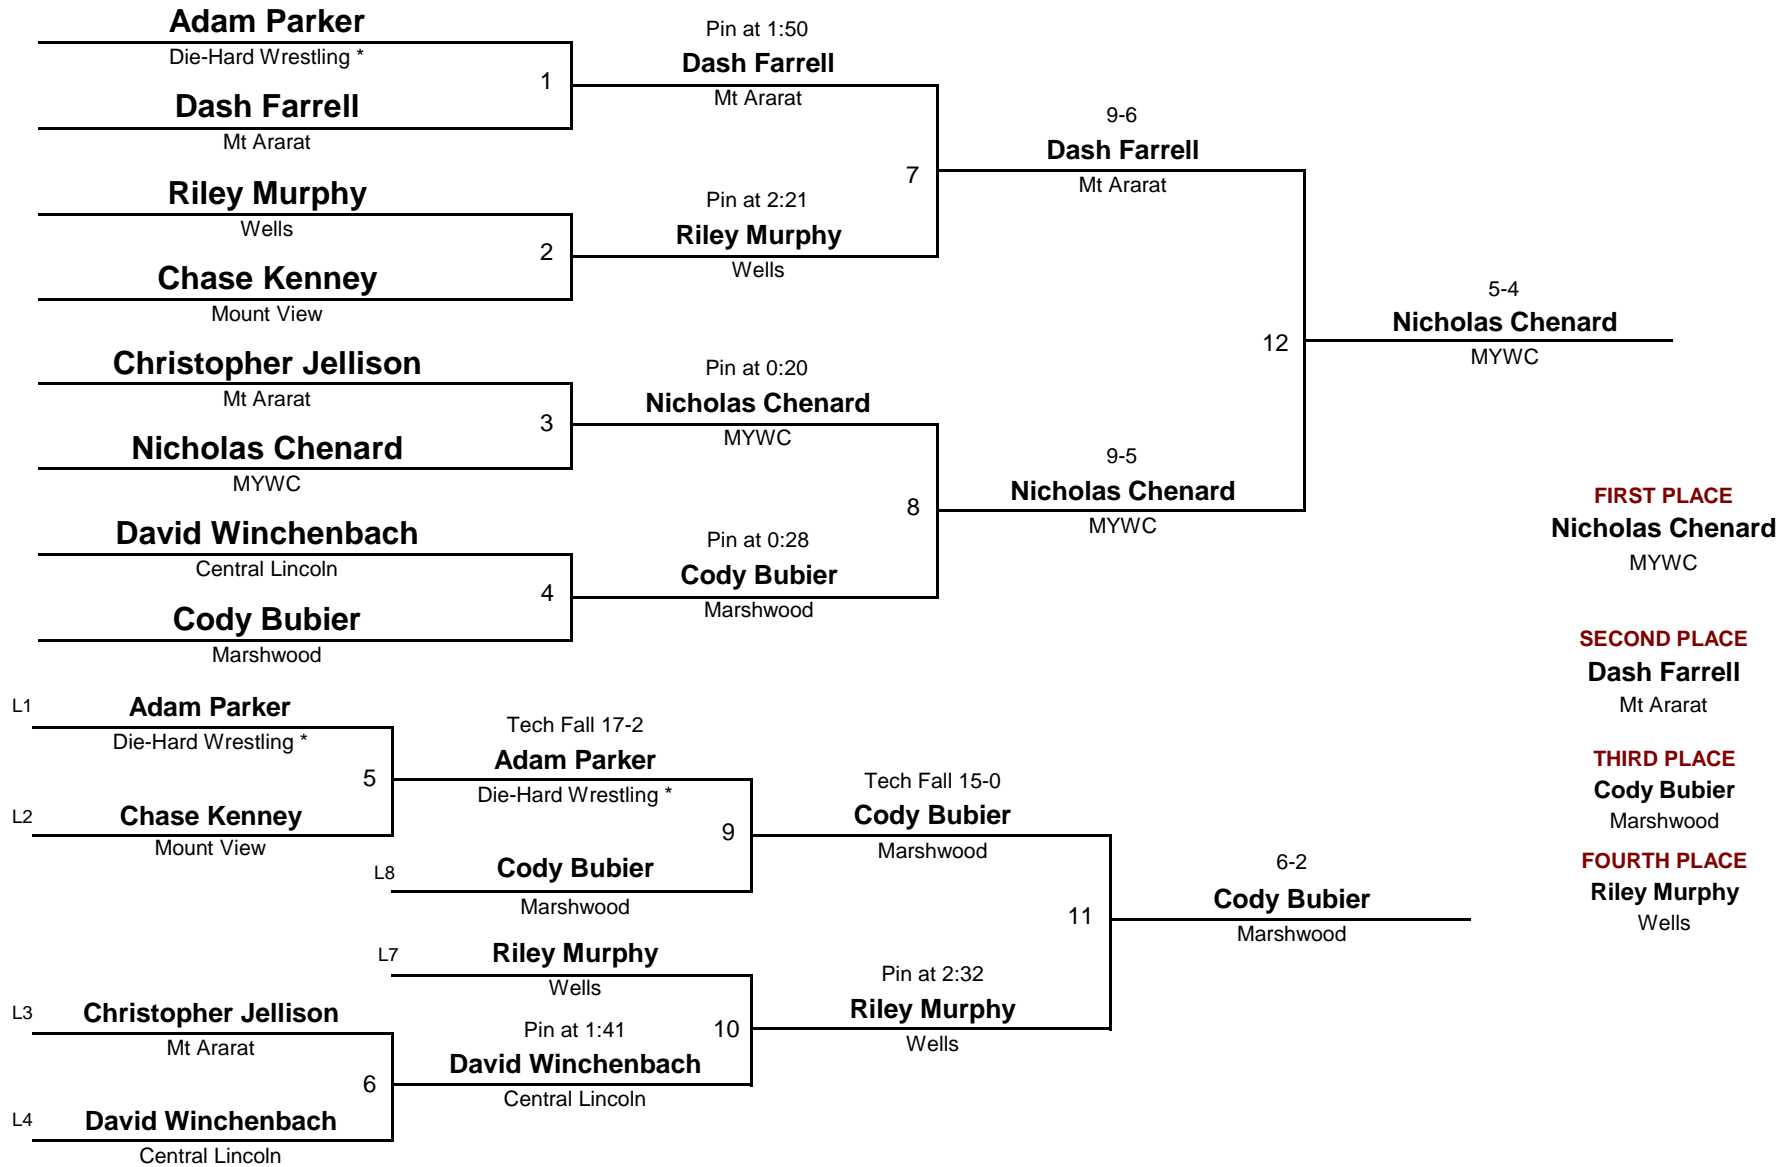 Adam Parker
Die-Hard Wrestling *
1
Dash Farrell
Mt Ararat
Pin at 1:50
Dash Farrell
Mt Ararat
Riley Murphy
Wells
2
Chase Kenney
Mount View
Pin at 2:21
Riley Murphy
Wells
7
9-6
Dash Farrell
Mt Ararat
Christopher Jellison
Mt Ararat
3
Nicholas Chenard
MYWC
Pin at 0:20
Nicholas Chenard
MYWC
David Winchenbach
Central Lincoln
4
Cody Bubier
Marshwood
Pin at 0:28
Cody Bubier
Marshwood
8
9-5
Nicholas Chenard
MYWC
12
5-4
Nicholas Chenard
MYWC
FIRST PLACE
Nicholas Chenard
MYWC
SECOND PLACE
Dash Farrell
Mt Ararat
THIRD PLACE
Cody Bubier
Marshwood
FOURTH PLACE
Riley Murphy
Wells
L1
Adam Parker
Die-Hard Wrestling *
5
L2
Chase Kenney
Mount View
Tech Fall 17-2
Adam Parker
Die-Hard Wrestling *
9
L8
Cody Bubier
Marshwood
Tech Fall 15-0
Cody Bubier
Marshwood
L7
Riley Murphy
Wells
10
L3
Christopher Jellison
Mt Ararat
6
L4
David Winchenbach
Central Lincoln
Pin at 1:41
David Winchenbach
Central Lincoln
Pin at 2:32
Riley Murphy
Wells
11
6-2
Cody Bubier
Marshwood